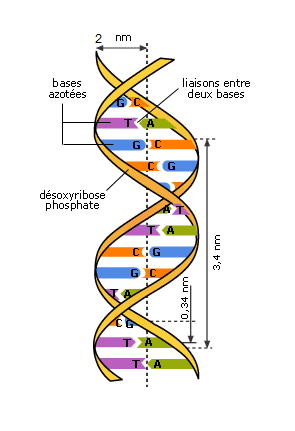 2 nm
bases
azotées
liaisons entre
deux bases
G C
T A
G C
C G
désoxyribose
phosphate
A T
T A
3,4 nm
C G
G C
0,34 nm
T A
C G
T A
T A